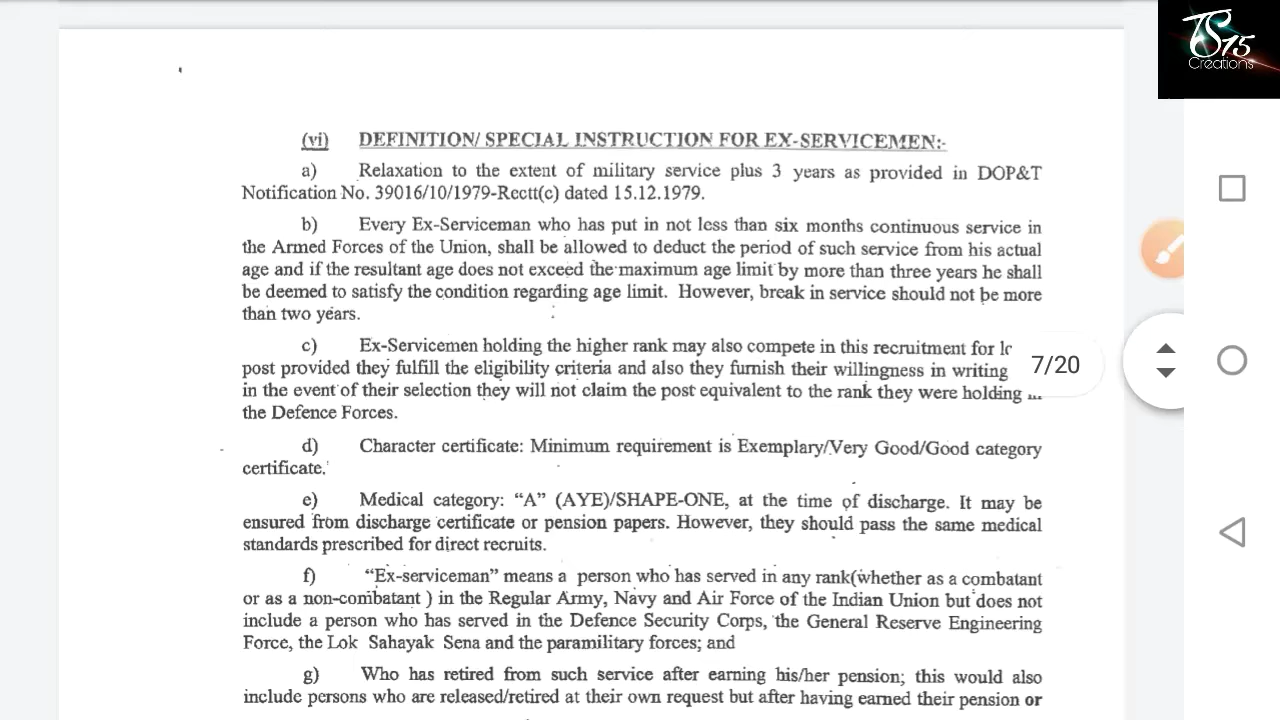 TS15
Creations
(vi) DEFINITION/ SPECIAL INSTRUCTION FOR EX-SERVICEMEN:-
a) Relaxation to the extent of military service plus 3 years as provided in DOP&T
Notification No. 39016/10/1979-Rectt(c) dated 15.12.1979.
b) Every Ex-Serviceman who has put in not less than six months continuous service in
the Armed Forces of the Union, shall be allowed to deduct the period of such service from his actual
age and if the resultant age does not exceed the maximum age limit by more than three years he shall
be deemed to satisfy the condition regarding age limit. However, break in service should not be more
than two years.
c) Ex-Servicemen holding the higher rank may also compete in this recruitment for
post provided they fulfill the eligibility criteria and also they furnish their willingness in writing
7/20
in the event of their selection they will not claim the post equivalent to the rank they were holding
the Defence Forces.
d) Character certificate: Minimum requirement is Exemplary/Very Good/Good category
certificate.
e) Medical category: “A” (AYE)/SHAPE-ONE, at the time of discharge. It may be
ensured from discharge certificate or pension papers. However, they should pass the same medical
standards prescribed for direct recruits.
f) “Ex-serviceman” means a person who has served in any rank(whether as a combatant
or as a non-combatant ) in the Regular Army, Navy and Air Force of the Indian Union but does not
include a person who has served in the Defence Security Corps, the General Reserve Engineering
Force, the Lok Sahayak Sena and the paramilitary forces; and
g) Who has retired from such service after earning his/her pension; this would also
include persons who are released/retired at their own request but after having earned their pension or